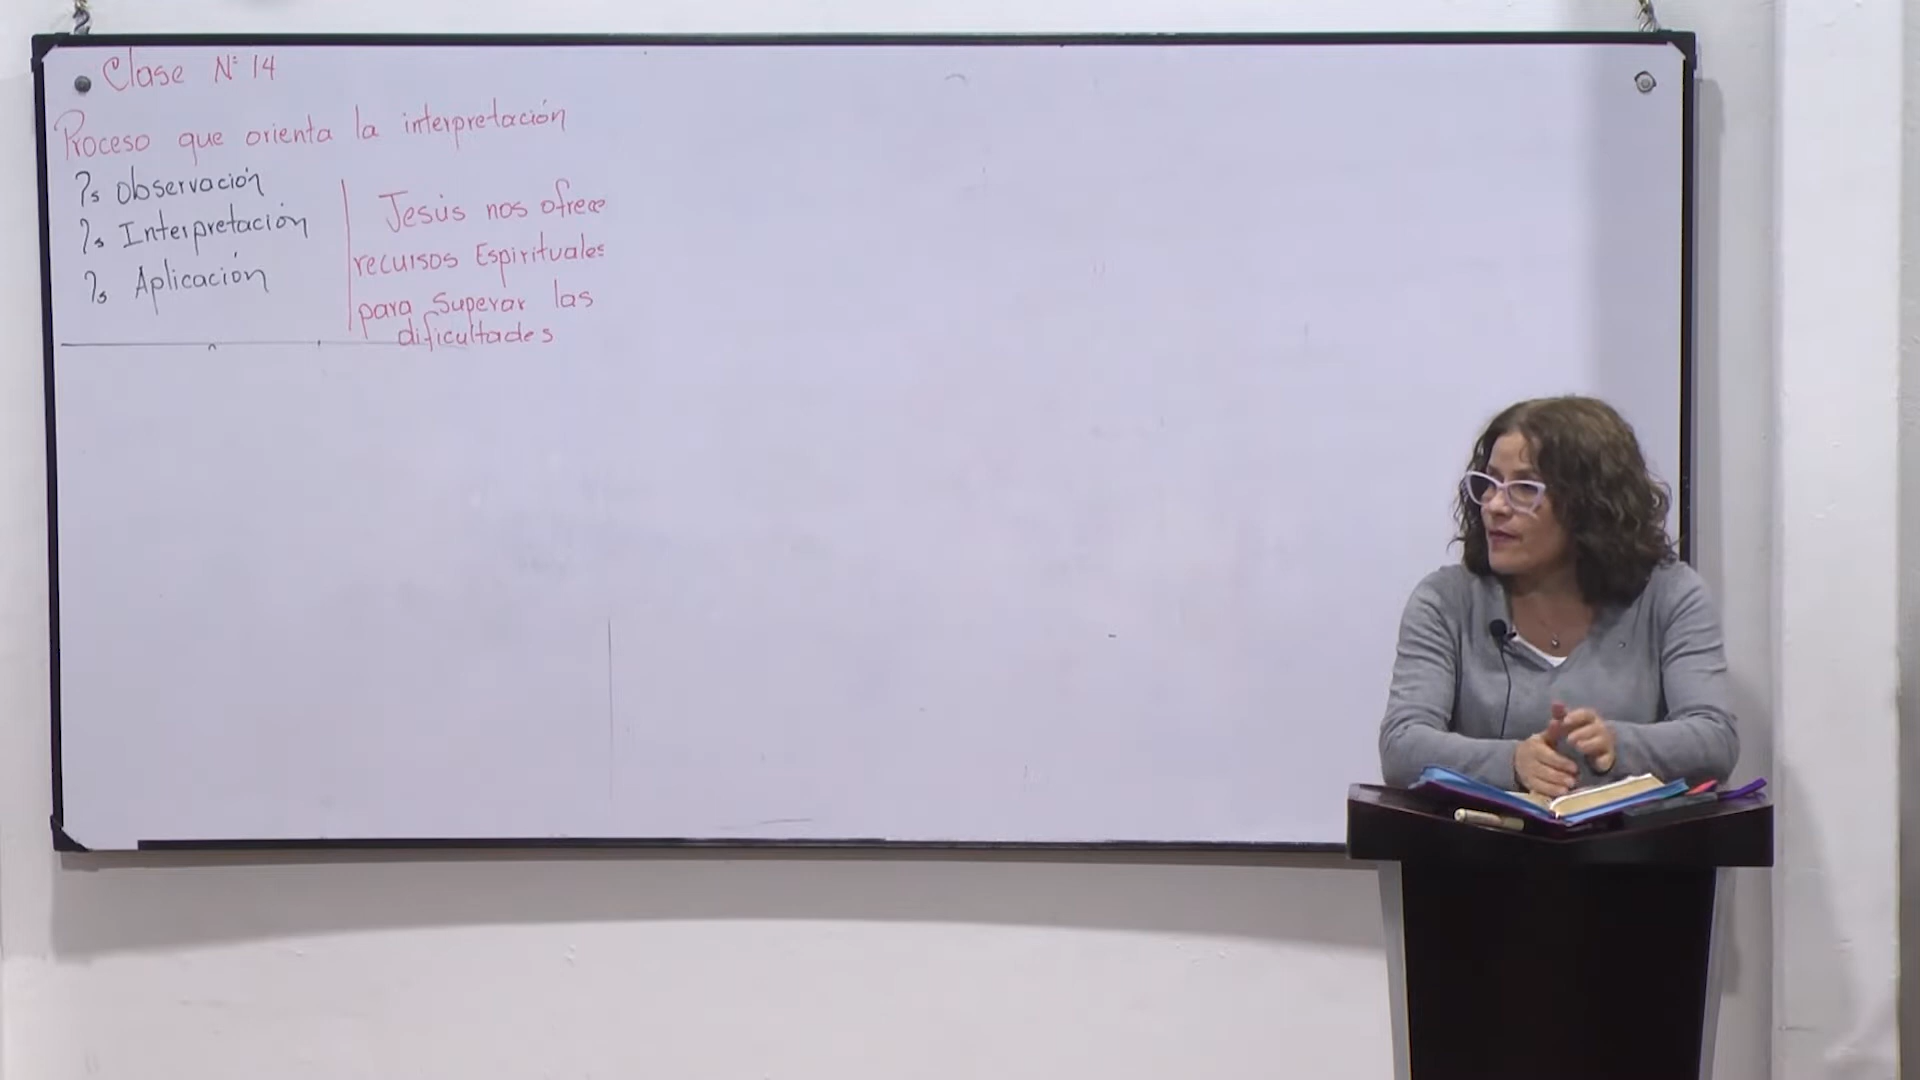 Clase Nº 14
Proceso que orienta la interpretación
?s Observación
?s Interpretación
?s Aplicación
Jesús nos ofrece
recursos Espirituales
para Superar las
dificultades